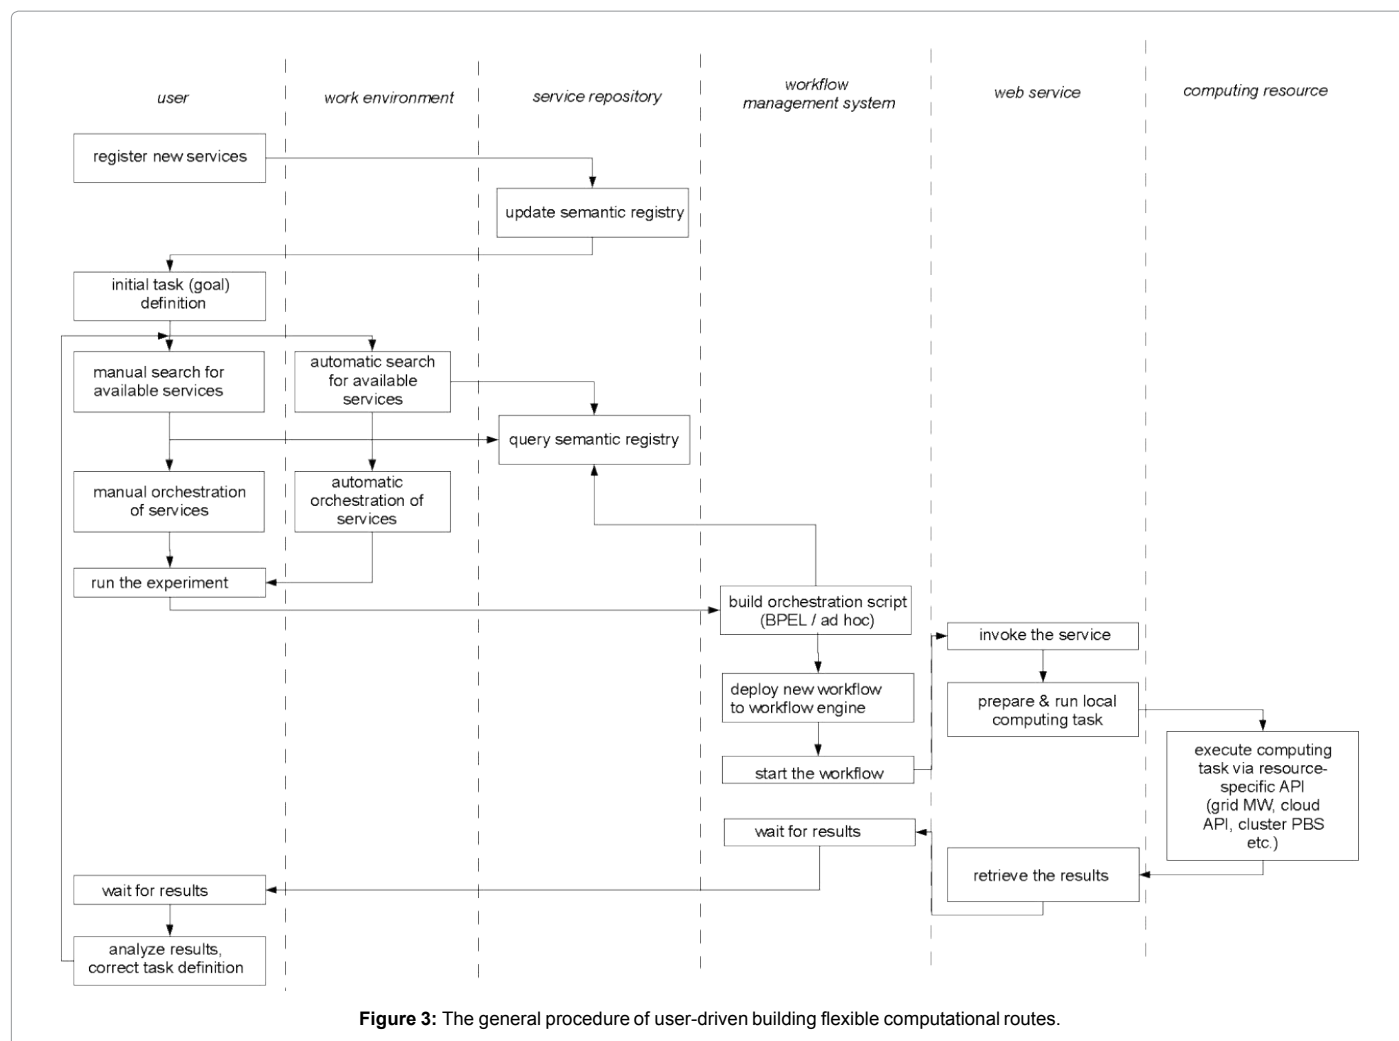 user
work environment
service repository
workflow
management system
web service
computing resource
register new services
update semantic registry
initial task (goal)
definition
manual search for
available services
automatic search
for available
services
query semantic registry
manual orchestration
of services
automatic
orchestration of
services
run the experiment
build orchestration script
(BPEL / ad hoc)
invoke the service
deploy new workflow
to workflow engine
prepare & run local
computing task
start the workflow
execute computing
task via resource-
specific API
(grid MW, cloud
API, cluster PBS
etc.)
wait for results
retrieve the results
wait for results
analyze results,
correct task definition
Figure 3: The general procedure of user-driven building flexible computational routes.